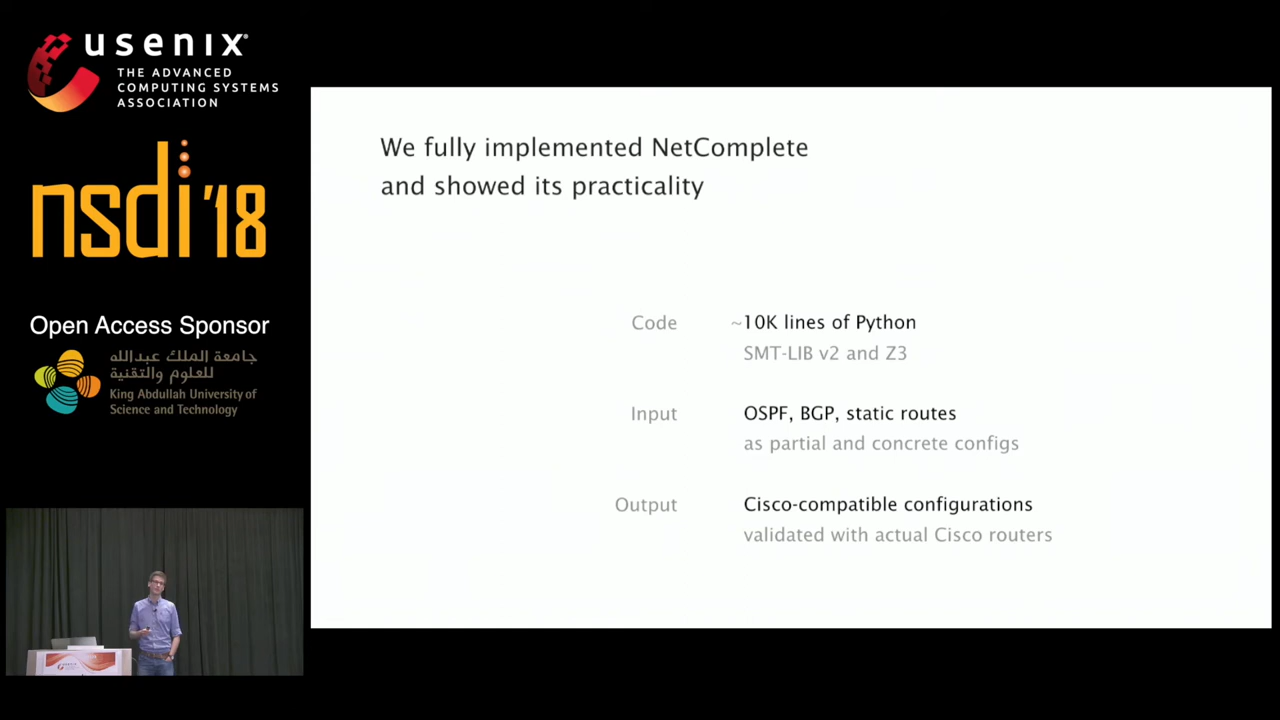 usenix
THE ADVANCED
COMPUTING SYSTEMS
ASSOCIATION
nsdi '18
Open Access Sponsor
جامعة الملك عبدالله
للعلوم والتقنية
King Abdullah University of
Science and Technology
We fully implemented NetComplete
and showed its practicality
Code
~10K lines of Python
SMT-LIB v2 and Z3
Input
OSPF, BGP, static routes
as partial and concrete configs
Output
Cisco-compatible configurations
validated with actual Cisco routers
usenix